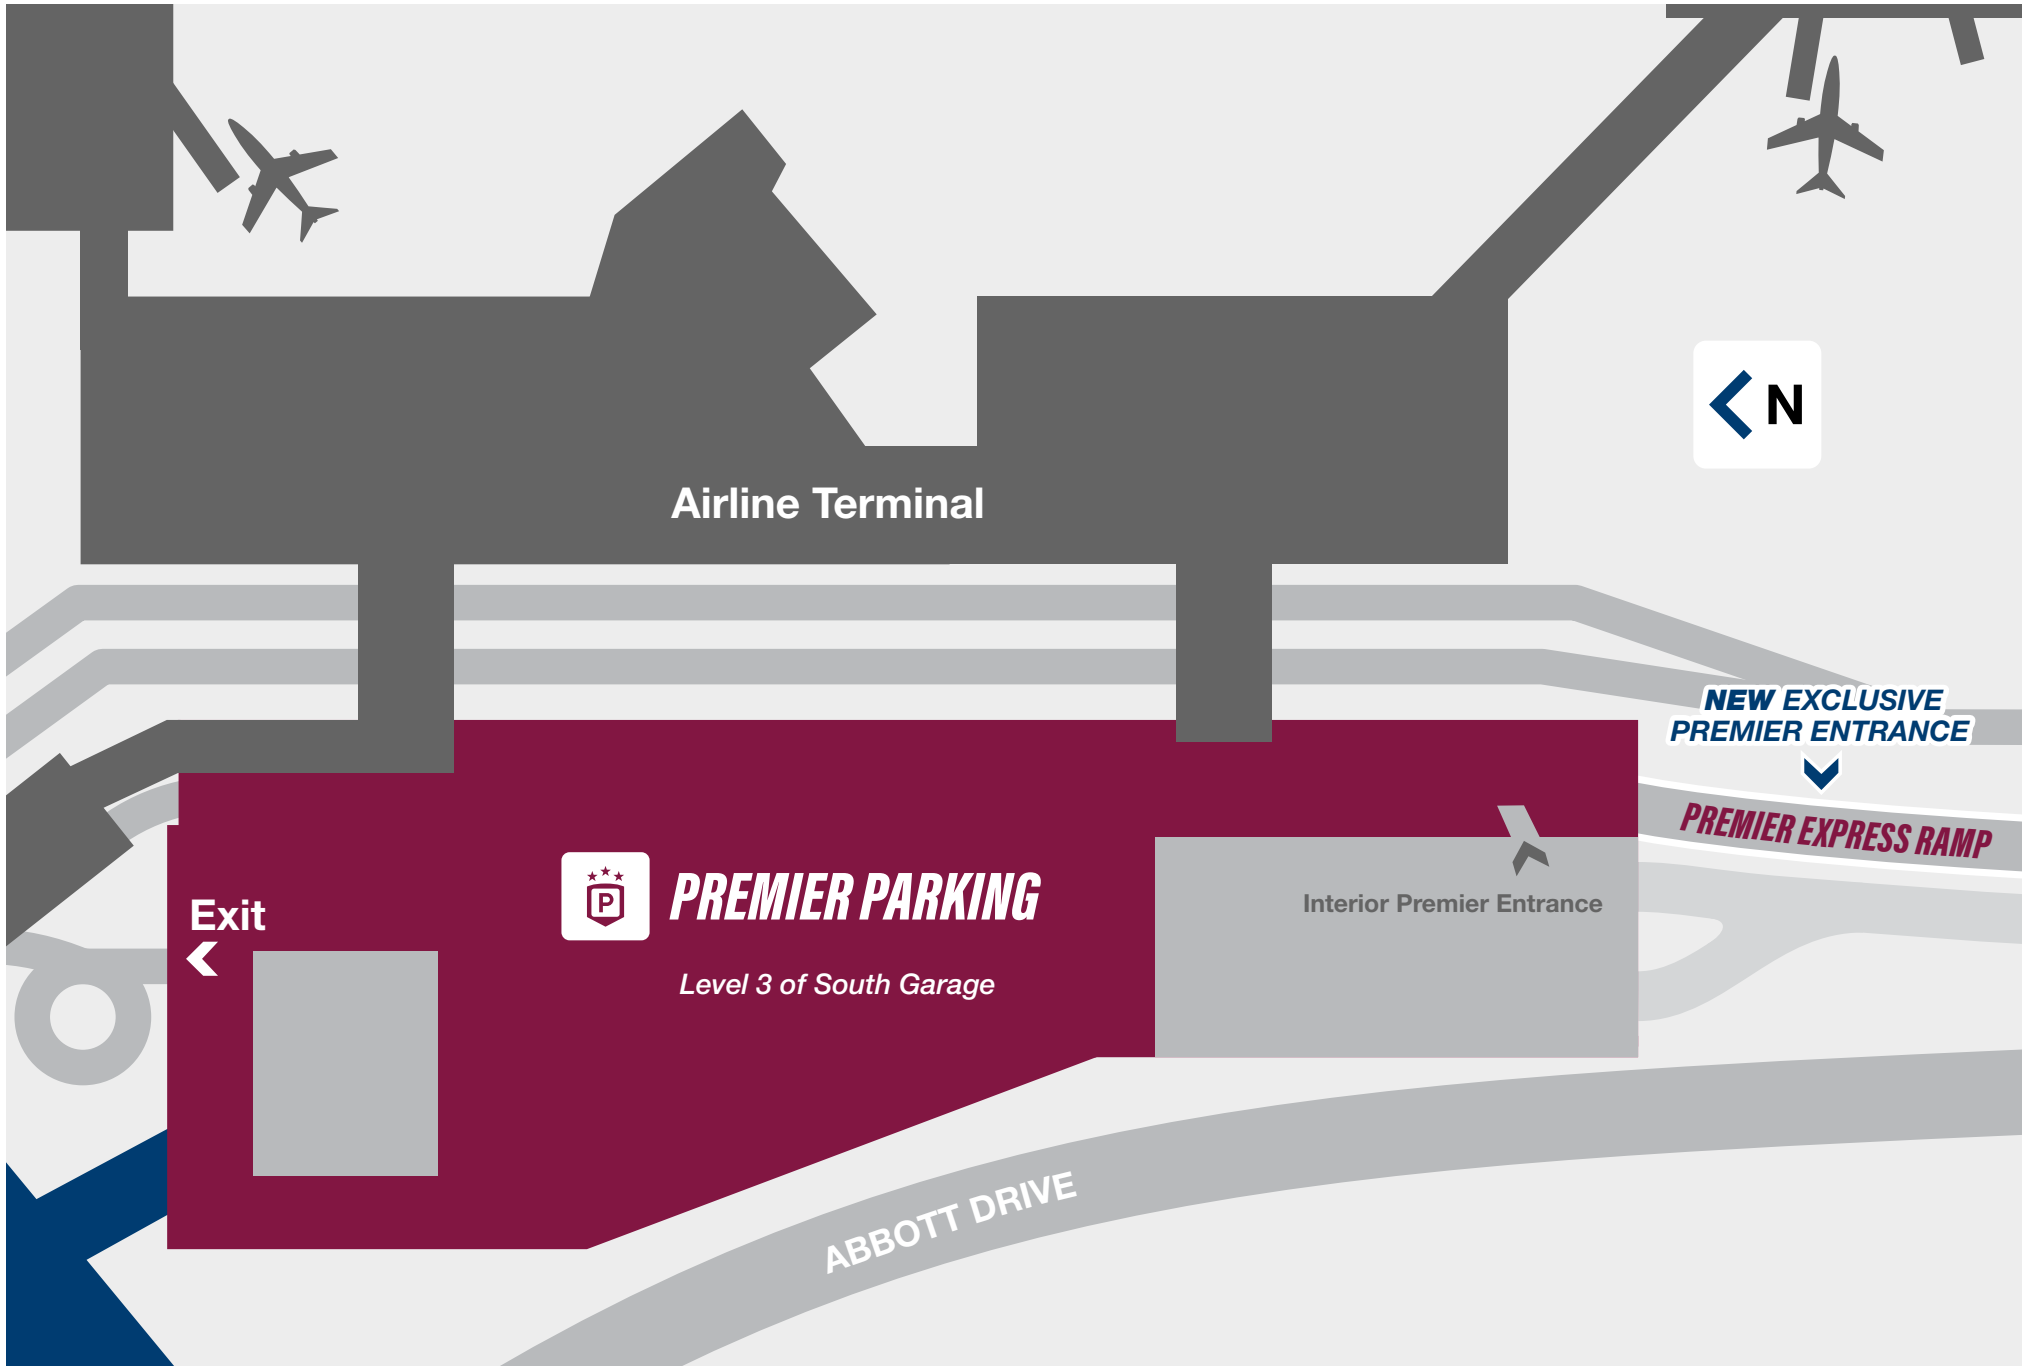 Airline Terminal
N
NEW EXCLUSIVE
PREMIER ENTRANCE
PREMIER EXPRESS RAMP
P
PREMIER PARKING
Level 3 of South Garage
Exit
Interior Premier Entrance
ABBOTT DRIVE